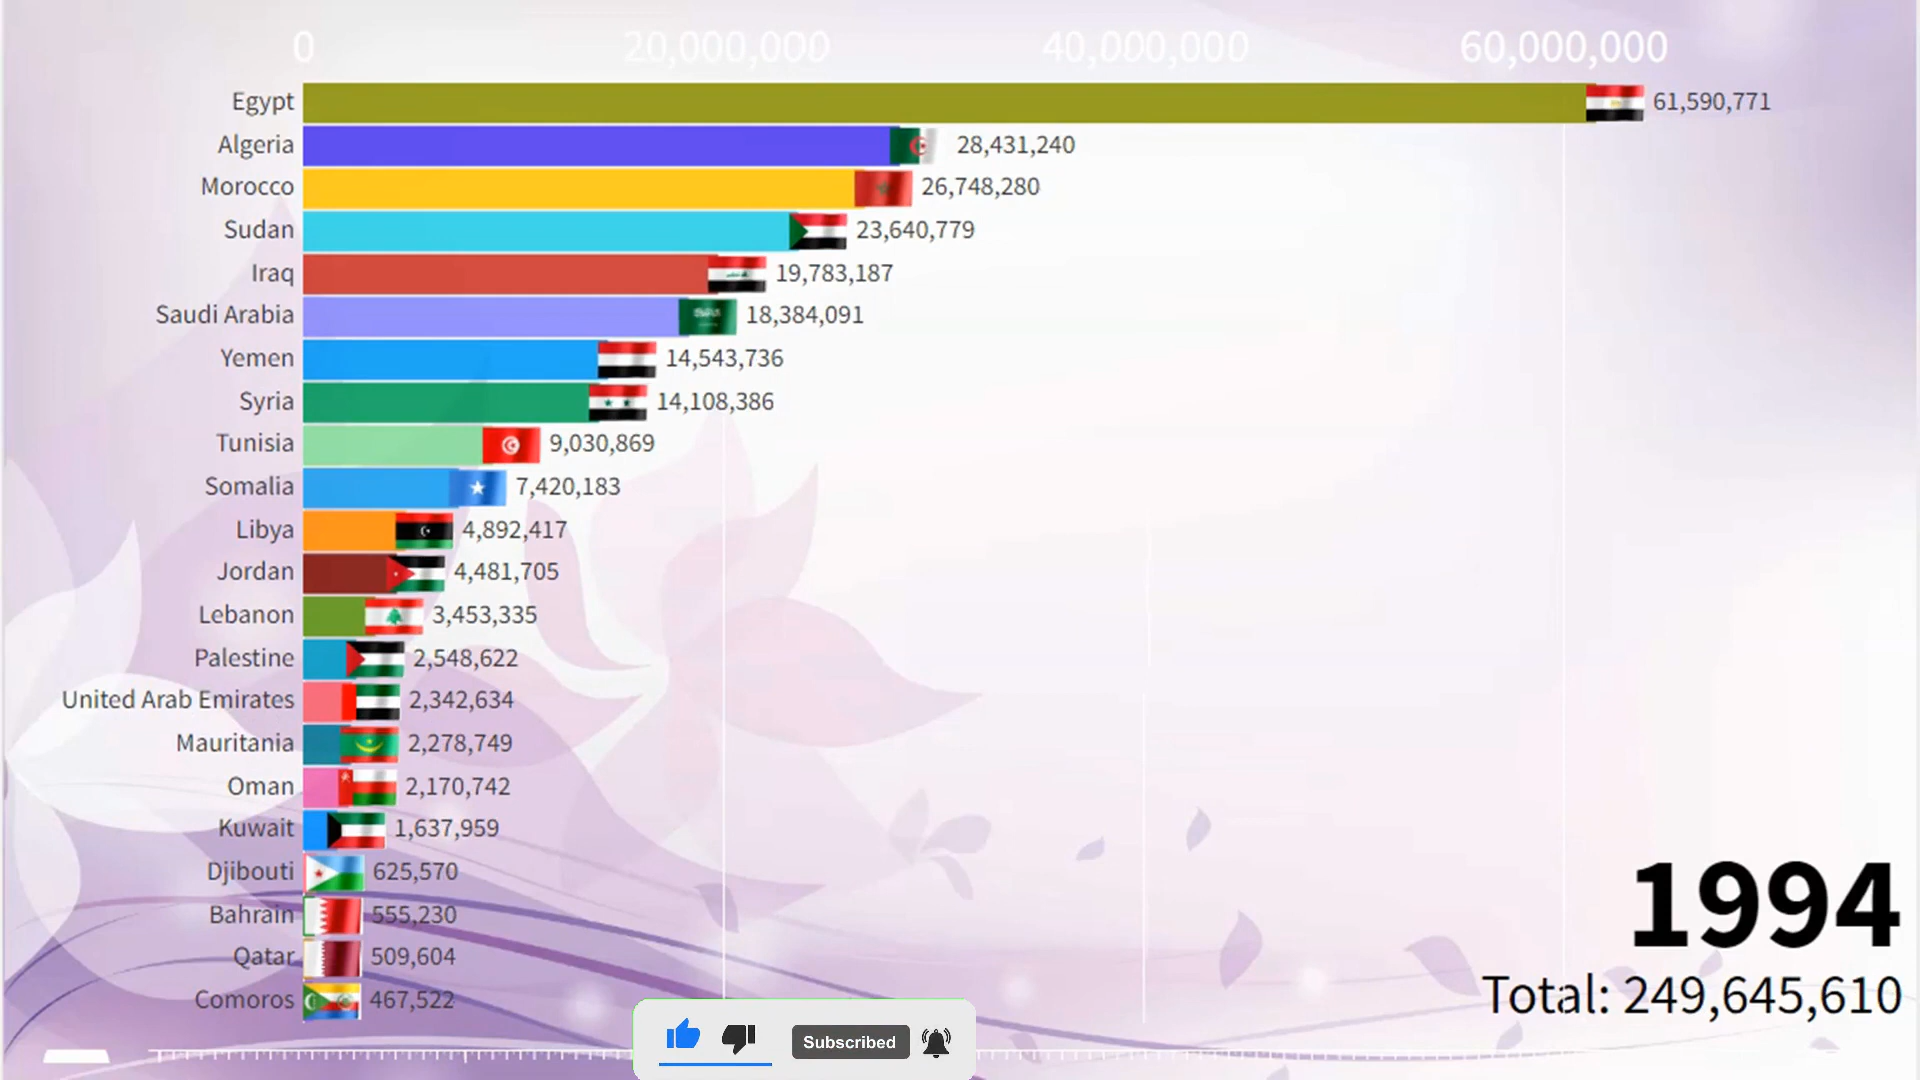 0 20,000,000 40,000,000 60,000,000
Egypt 61,590,771
Algeria 28,431,240
Morocco 26,748,280
Sudan 23,640,779
Iraq 19,783,187
Saudi Arabia 18,384,091
Yemen 14,543,736
Syria 14,108,386
Tunisia 9,030,869
Somalia 7,420,183
Libya 4,892,417
Jordan 4,481,705
Lebanon 3,453,335
Palestine 2,548,622
United Arab Emirates 2,342,634
Mauritania 2,278,749
Oman 2,170,742
Kuwait 1,637,959
Djibouti 625,570
Bahrain 555,230
Qatar 509,604
Comoros 467,522
1994
Total: 249,645,610
Subscribed